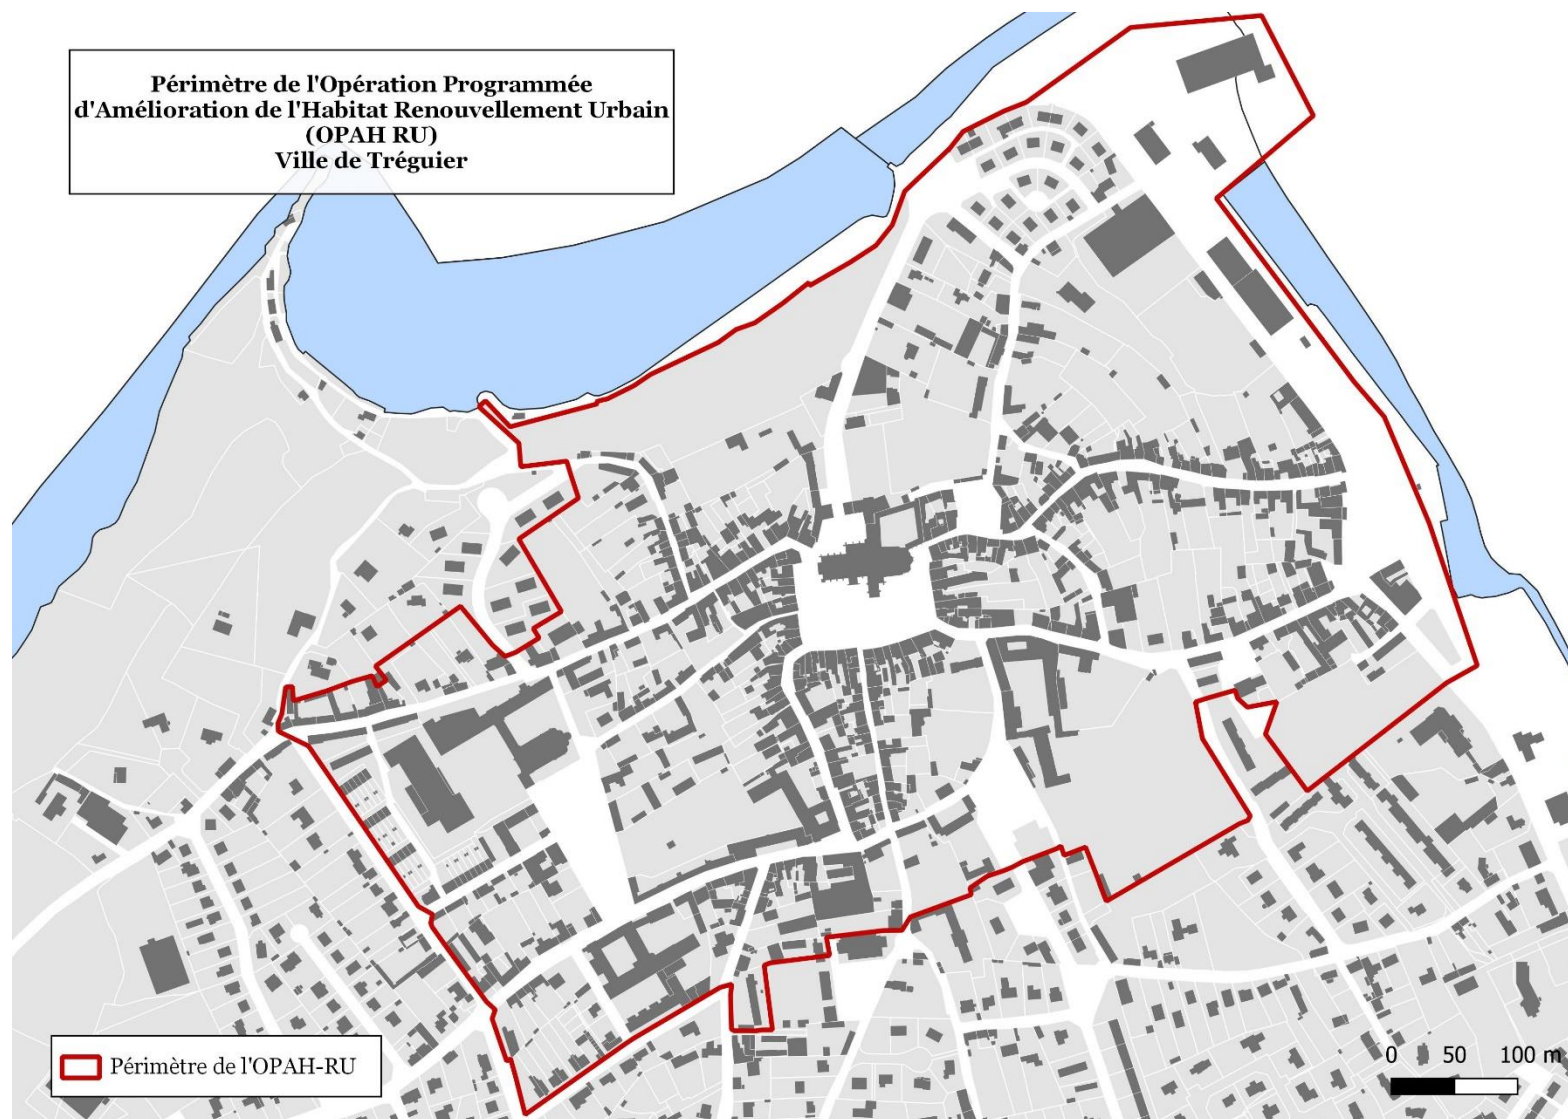 Périmètre de l'Opération Programmée
d'Amélioration de l'Habitat Renouvellement Urbain
(OPAH RU)
Ville de Tréguier
Périmètre de l'OPAH-RU
0 50 100 m